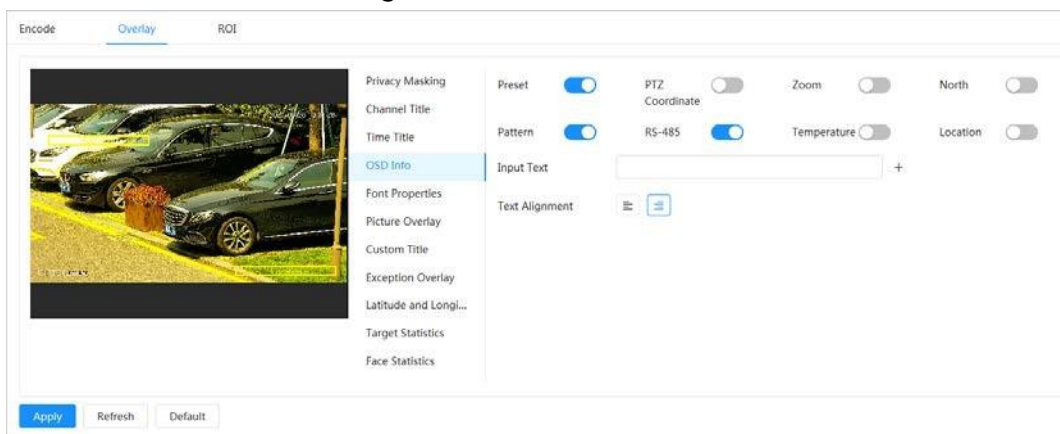 Encode Overlay ROI
Privacy Masking
Channel Title
Time Title
OSD Info
Font Properties
Picture Overlay
Custom Title
Exception Overlay
Latitude and Longi...
Target Statistics
Face Statistics
Preset PTZ Coordinate Zoom North
Pattern RS-485 Temperature Location
Input Text +
Text Alignment
Apply Refresh Default